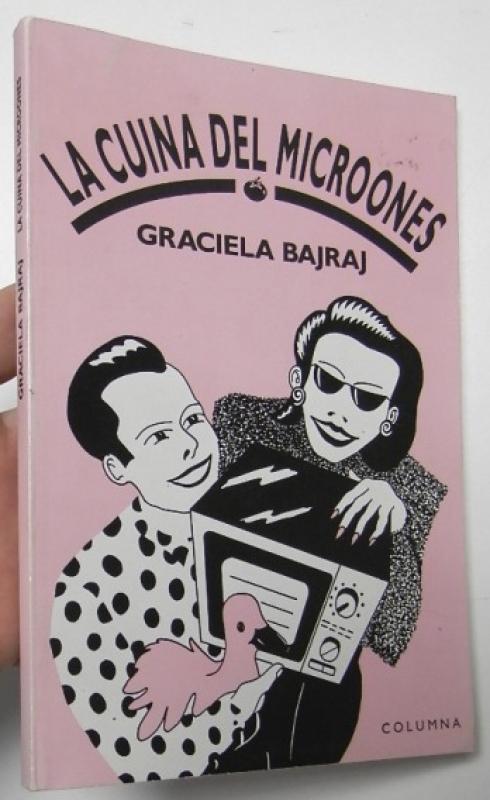 LA CUINA DEL MICROONES
GRACIELA BAJRAJ
COLUMNA
GRACIELA BAJRAJ LA CUINA DEL MICROONES